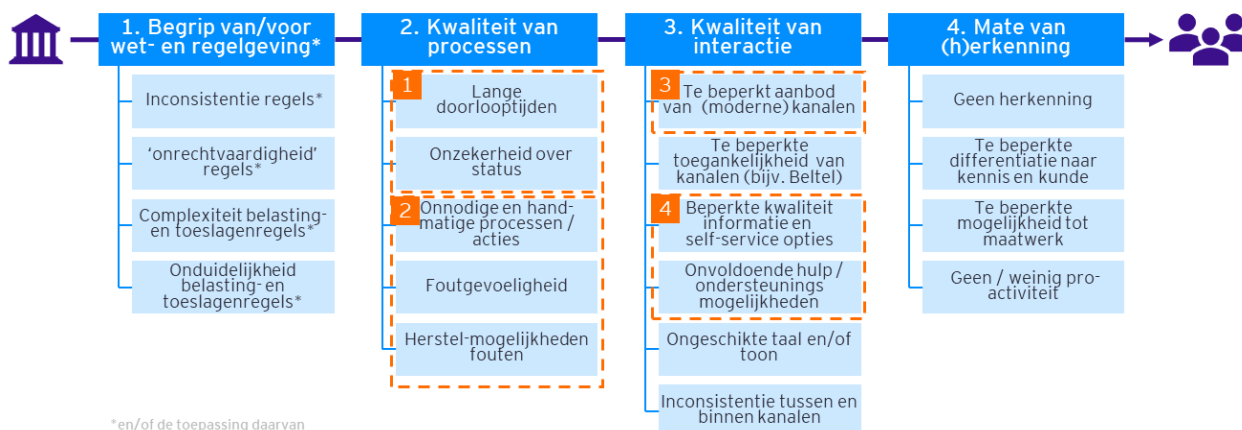 1. Begrip van/voor
wet- en regelgeving*
Inconsistentie regels*
‘onrechtvaardigheid’
regels*
Complexiteit belasting-
en toeslagenregels*
Onduidelijkheid
belasting- en
toeslagenregels*
2. Kwaliteit van
processen
1
Lange
doorlooptijden
Onzekerheid over
status
2
Onnodige en hand-
matige processen /
acties
Foutgevoeligheid
Herstel-mogelijkheden
fouten
3. Kwaliteit van
interactie
3
Te beperkt aanbod
van (moderne) kanalen
Te beperkte
toegankelijkheid van
kanalen (bijv. Beltel)
4
Beperkte kwaliteit
informatie en
self-service opties
Onvoldoende hulp /
ondersteunings
mogelijkheden
Ongeschikte taal en/of
toon
Inconsistentie tussen en
binnen kanalen
4. Mate van
(h)erkenning
Geen herkenning
Te beperkte
differentiatie naar
kennis en kunde
Te beperkte
mogelijkheid tot
maatwerk
Geen / weinig pro-
activiteit
*en/of de toepassing daarvan